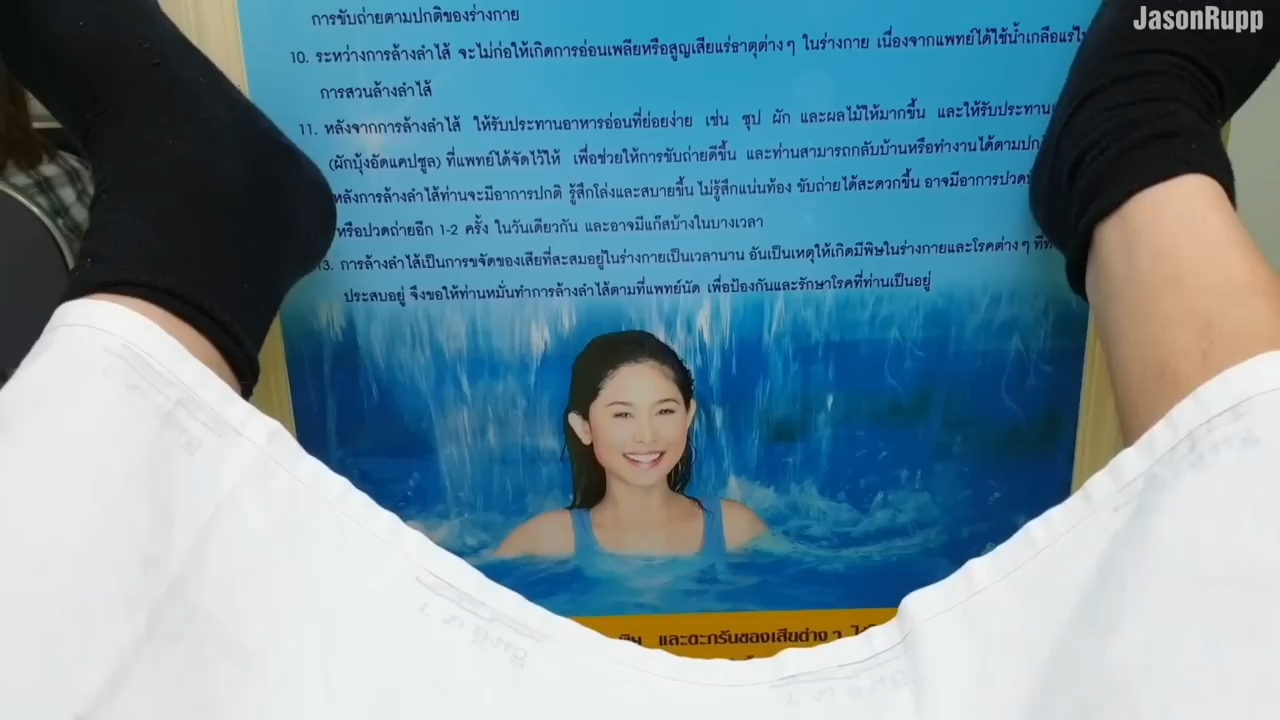 JasonRupp
การขับถ่ายตามปกติของร่างกาย
10. ระหว่างการล้างลำไส้ จะไม่ก่อให้เกิดการอ่อนเพลียหรือสูญเสียแร่ธาตุต่างๆ ในร่างกาย เนื่องจากแพทย์ได้ใช้น้ำเกลือแร่
การสวนล้างลำไส้
11. หลังจากการล้างลำไส้ ให้รับประทานอาหารอ่อนที่ย่อยง่าย เช่น ซุป ผัก และผลไม้ให้มากขึ้น และให้รับประทาน
(ผักบุ้งอัดแคปซูล) ที่แพทย์ได้จัดไว้ให้ เพื่อช่วยให้การขับถ่ายดีขึ้น และท่านสามารถกลับบ้านหรือทำงานได้ตาม
หลังการล้างลำไส้ท่านจะมีอาการปกติ รู้สึกโล่งและสบายขึ้น ไม่รู้สึกแน่นท้อง ขับถ่ายได้สะดวกขึ้น อาจมีอาการปวด
หรือปวดถ่ายอีก 1-2 ครั้ง ในวันเดียวกัน และอาจมีแก๊สบ้างในบางเวลา
13. การล้างลำไส้เป็นการขจัดของเสียที่สะสมอยู่ในร่างกายเป็นเวลานาน อันเป็นเหตุให้เกิดมีพิษในร่างกายและโรคต่างๆ
ประสบอยู่ จึงขอให้ท่านหมั่นทำการล้างลำไส้ตามที่แพทย์นัด เพื่อป้องกันและรักษาโรคที่ท่านเป็นอยู่
และตะกรันของเสียต่าง ๆ